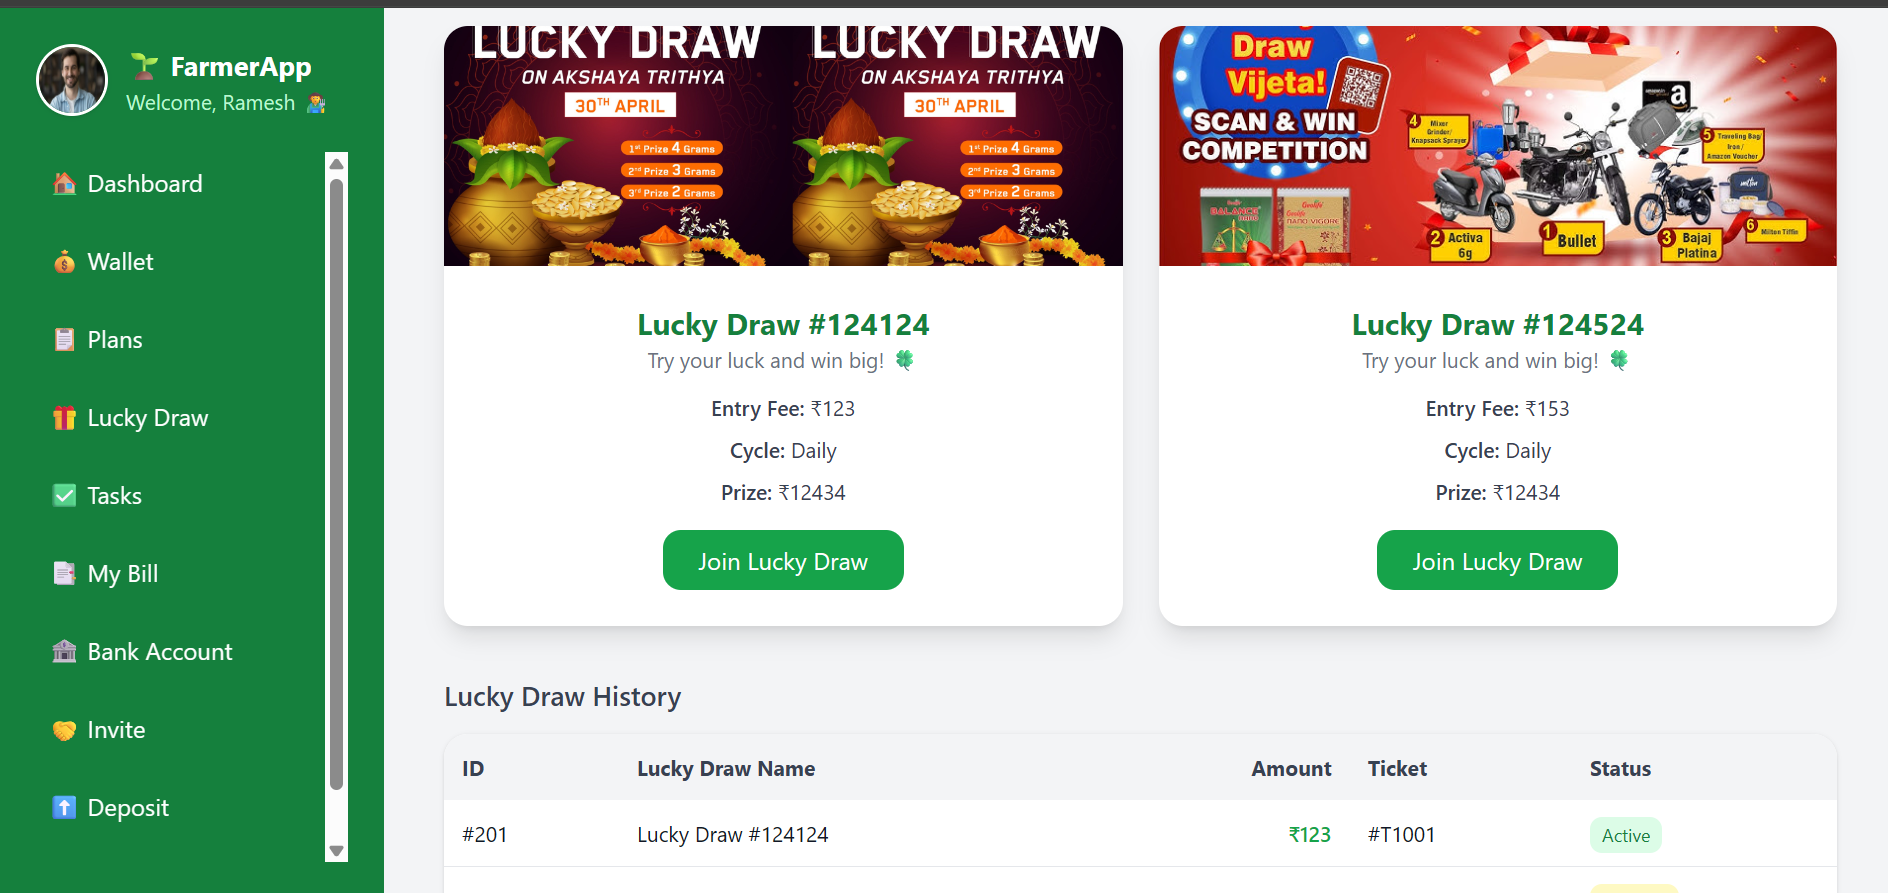 FarmerApp
Welcome, Ramesh
Dashboard
Wallet
Plans
Lucky Draw
Tasks
My Bill
Bank Account
Invite
Deposit
LUCKY DRAW
ON AKSHAYA TRITHYA
30TH APRIL
1st Prize 4 Grams
2nd Prize 3 Grams
3rd Prize 2 Grams
LUCKY DRAW
ON AKSHAYA TRITHYA
30TH APRIL
1st Prize 4 Grams
2nd Prize 3 Grams
3rd Prize 2 Grams
Lucky Draw #124124
Try your luck and win big!
Entry Fee: ₹123
Cycle: Daily
Prize: ₹12434
Join Lucky Draw
Draw
Vijeta!
SCAN & WIN
COMPETITION
4 Mixer
Grinder/
Knapsack Sprayer
amazon
a
5 Traveling Bag/
Iron /
Amazon Voucher
BALANCE
NANO-VIGORE
milton
2 Activa
6g
1 Bullet
3 Bajaj
Platina
6 Milton Tiffin
Lucky Draw #124524
Try your luck and win big!
Entry Fee: ₹153
Cycle: Daily
Prize: ₹12434
Join Lucky Draw
Lucky Draw History
ID Lucky Draw Name Amount Ticket Status
#201 Lucky Draw #124124 ₹123 #T1001 Active